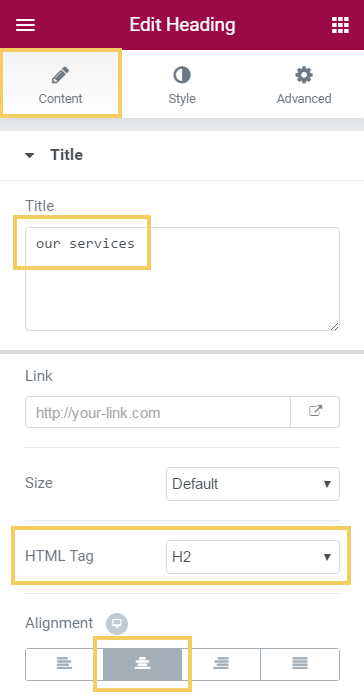 Edit Heading
Content Style Advanced
Title
Title
our services
Link
http://your-link.com
Size Default
HTML Tag H2
Alignment